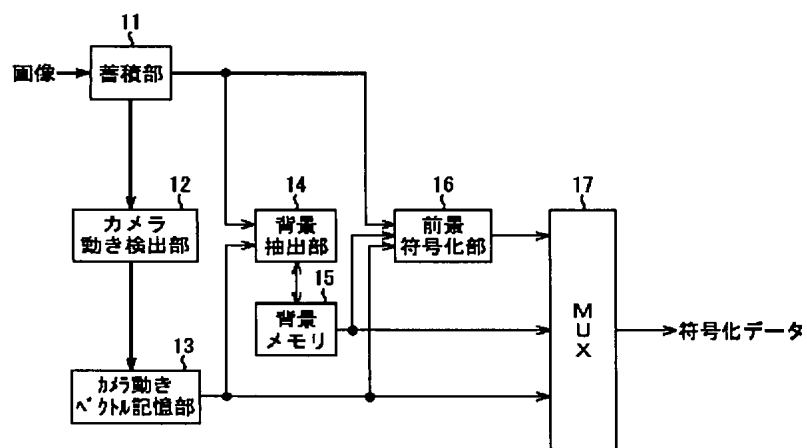 11
画像
蓄積部
12
カメラ
動き検出部
13
カメラ動き
ベクトル記憶部
14
背景
抽出部
15
背景
メモリ
16
前景
符号化部
17
MUX
符号化データ